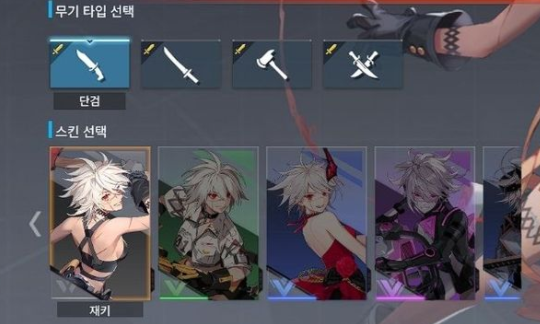 무기 타입 선택
단검
스킨 선택
재키